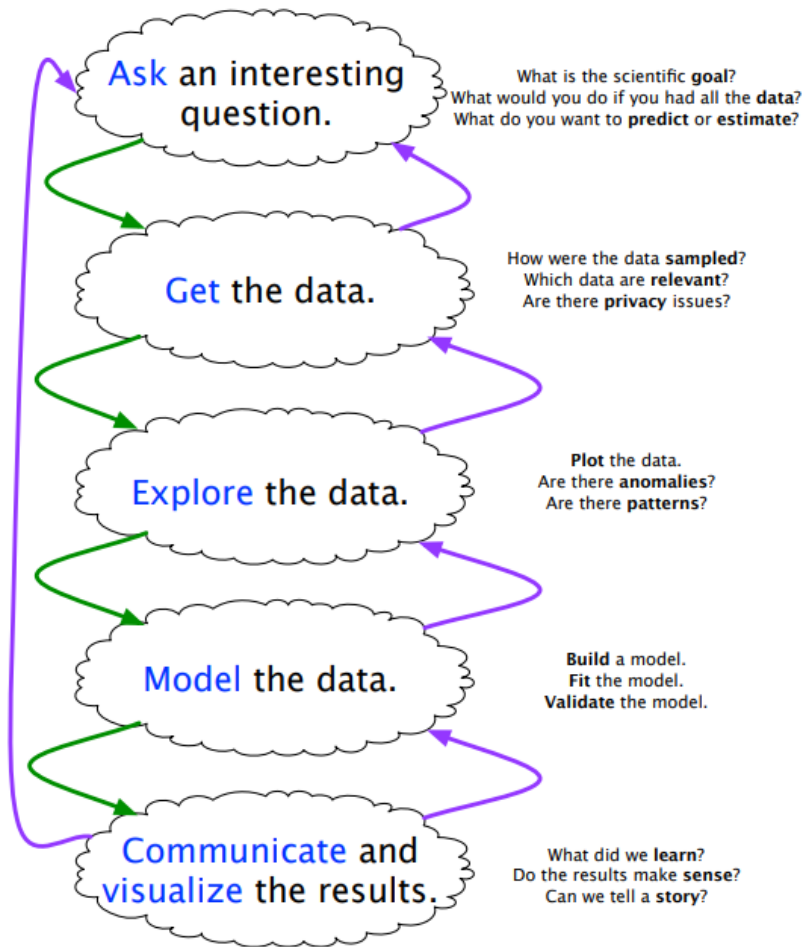 Ask an interesting
question.
What is the scientific goal?
What would you do if you had all the data?
What do you want to predict or estimate?
Get the data.
How were the data sampled?
Which data are relevant?
Are there privacy issues?
Explore the data.
Plot the data.
Are there anomalies?
Are there patterns?
Model the data.
Build a model.
Fit the model.
Validate the model.
Communicate and
visualize the results.
What did we learn?
Do the results make sense?
Can we tell a story?